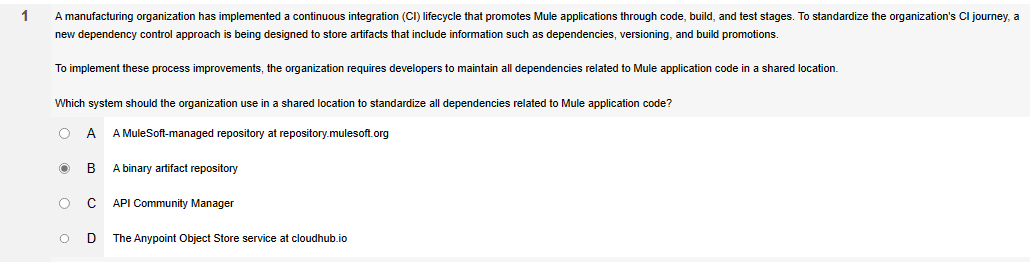 1 A manufacturing organization has implemented a continuous integration (CI) lifecycle that promotes Mule applications through code, build, and test stages. To standardize the organization's CI journey, a
new dependency control approach is being designed to store artifacts that include information such as dependencies, versioning, and build promotions.
To implement these process improvements, the organization requires developers to maintain all dependencies related to Mule application code in a shared location.
Which system should the organization use in a shared location to standardize all dependencies related to Mule application code?
A A MuleSoft-managed repository at repository.mulesoft.org
B A binary artifact repository
C API Community Manager
D The Anypoint Object Store service at cloudhub.io